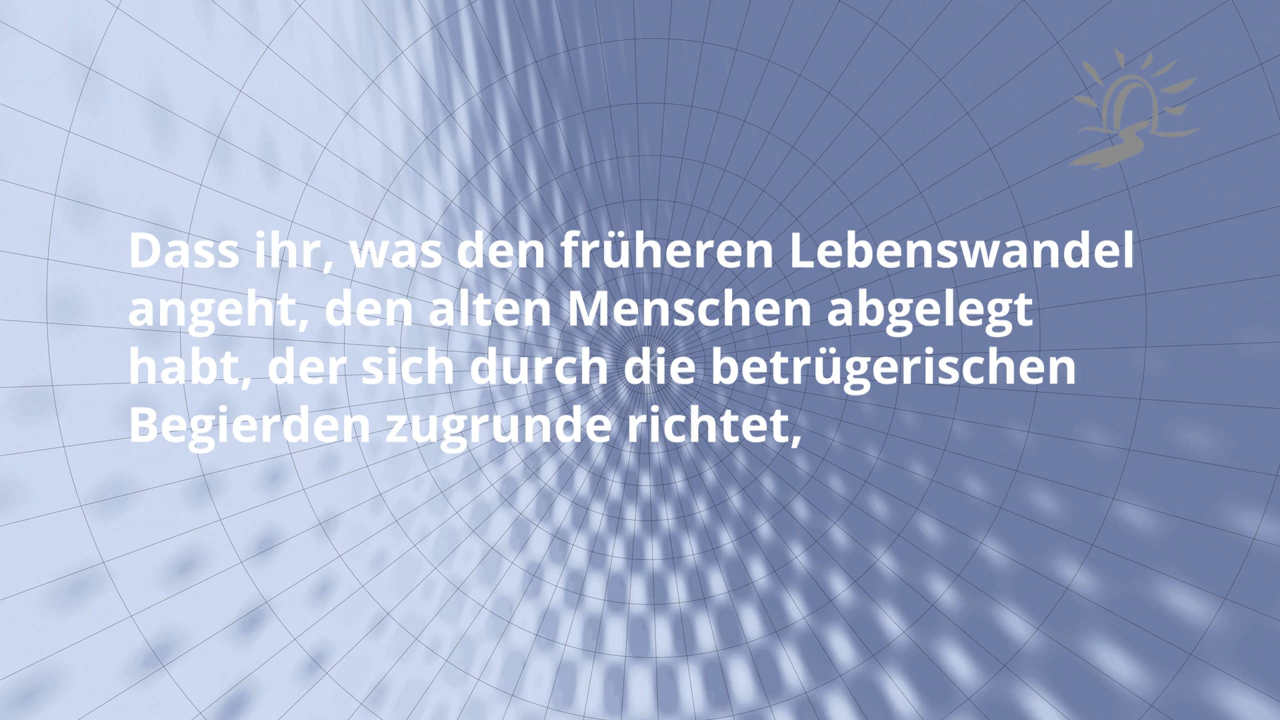 Dass ihr, was den früheren Lebenswandel
angeht, den alten Menschen abgelegt
habt, der sich durch die betrügerischen
Begierden zugrunde richtet,